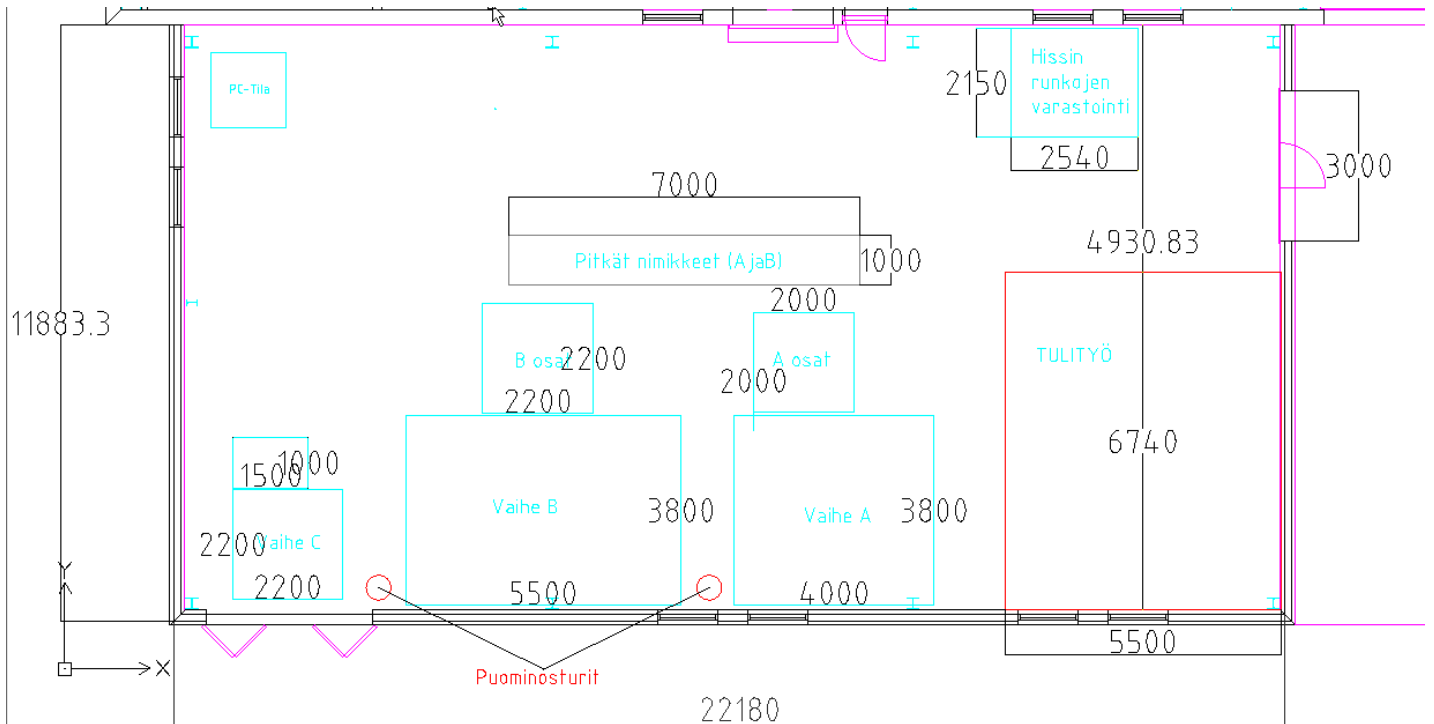 PC-Tila
Hissin
runkojen
varastointi
2150
2540
3000
7000
4930.83
Pitkät nimikkeet (AjaB)
1000
2000
11883.3
B osat
2200
A osat
TULITYÖ
2000
2200
6740
1000
1500
Vaihe B
3800
Vaihe A
3800
2200
Vaihe C
2200
5500
4000
Y
5500
X
Puominosturit
22180